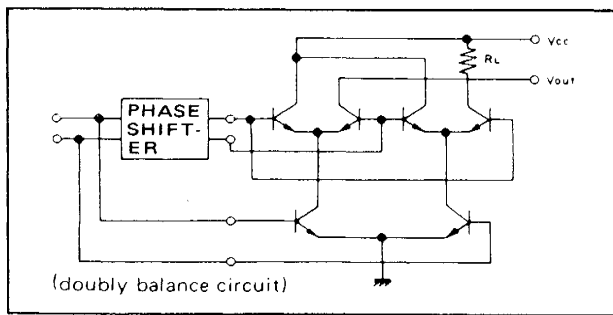 Vcc
RL
Vout
PHASE
SHIFT-
ER
(doubly balance circuit)